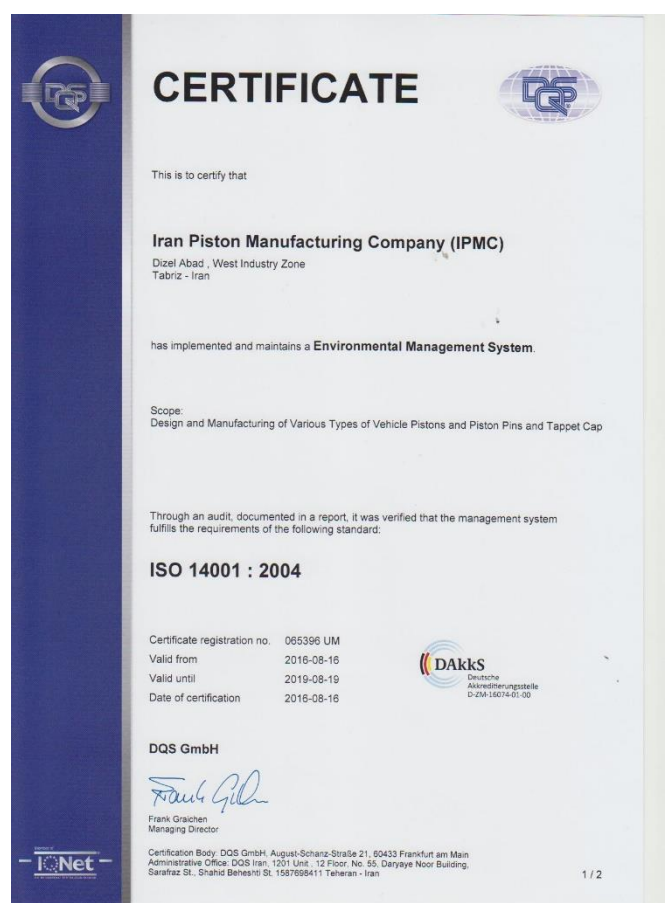 DQS
CERTIFICATE
DQS
This is to certify that
Iran Piston Manufacturing Company (IPMC)
Dizel Abad , West Industry Zone
Tabriz - Iran
has implemented and maintains a Environmental Management System.
Scope:
Design and Manufacturing of Various Types of Vehicle Pistons and Piston Pins and Tappet Cap
Through an audit, documented in a report, it was verified that the management system
fulfills the requirements of the following standard:
ISO 14001 : 2004
Certificate registration no. 065396 UM
Valid from 2016-08-16
Valid until 2019-08-19
Date of certification 2016-08-16
DAkkS
Deutsche
Akkreditierungsstelle
D-ZM-16074-01-00
DQS GmbH
Frank Graichen
Managing Director
IQNet
Certification Body: DQS GmbH, August-Schanz-Straße 21, 60433 Frankfurt am Main
Administrative Office: DQS Iran, 1201 Unit , 12 Floor, No. 55, Daryaye Noor Building,
Sarafraz St., Shahid Beheshti St. 1587698411 Teheran - Iran
1 / 2